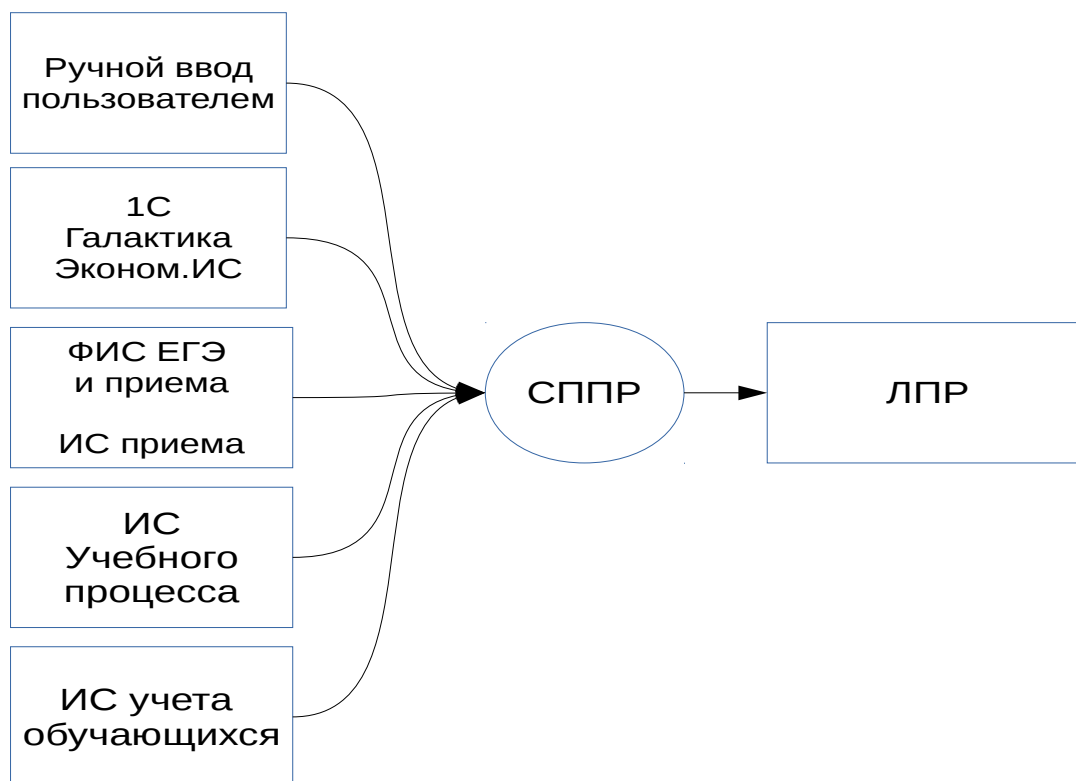 Ручной ввод
пользователем
1С
Галактика
Эконом.ИС
ФИС ЕГЭ
и приема
ИС приема
ИС
Учебного
процесса
ИС учета
обучающихся
СППР
ЛПР